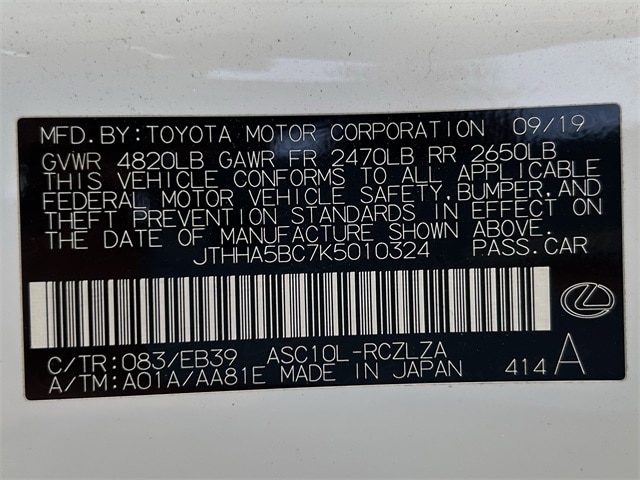 MFD. BY: TOYOTA MOTOR CORPORATION 09/19
GVWR 4820LB GAWR FR 2470LB RR 2650LB
THIS VEHICLE CONFORMS TO ALL APPLICABLE
FEDERAL MOTOR VEHICLE SAFETY, BUMPER, AND
THEFT PREVENTION STANDARDS IN EFFECT ON
THE DATE OF MANUFACTURE SHOWN ABOVE.
JTHHA5BC7K5010324 PASS. CAR
C/TR: 083/EB39 ASC10L-RCZLZA
A/TM: A01A/AA81E MADE IN JAPAN 414 A